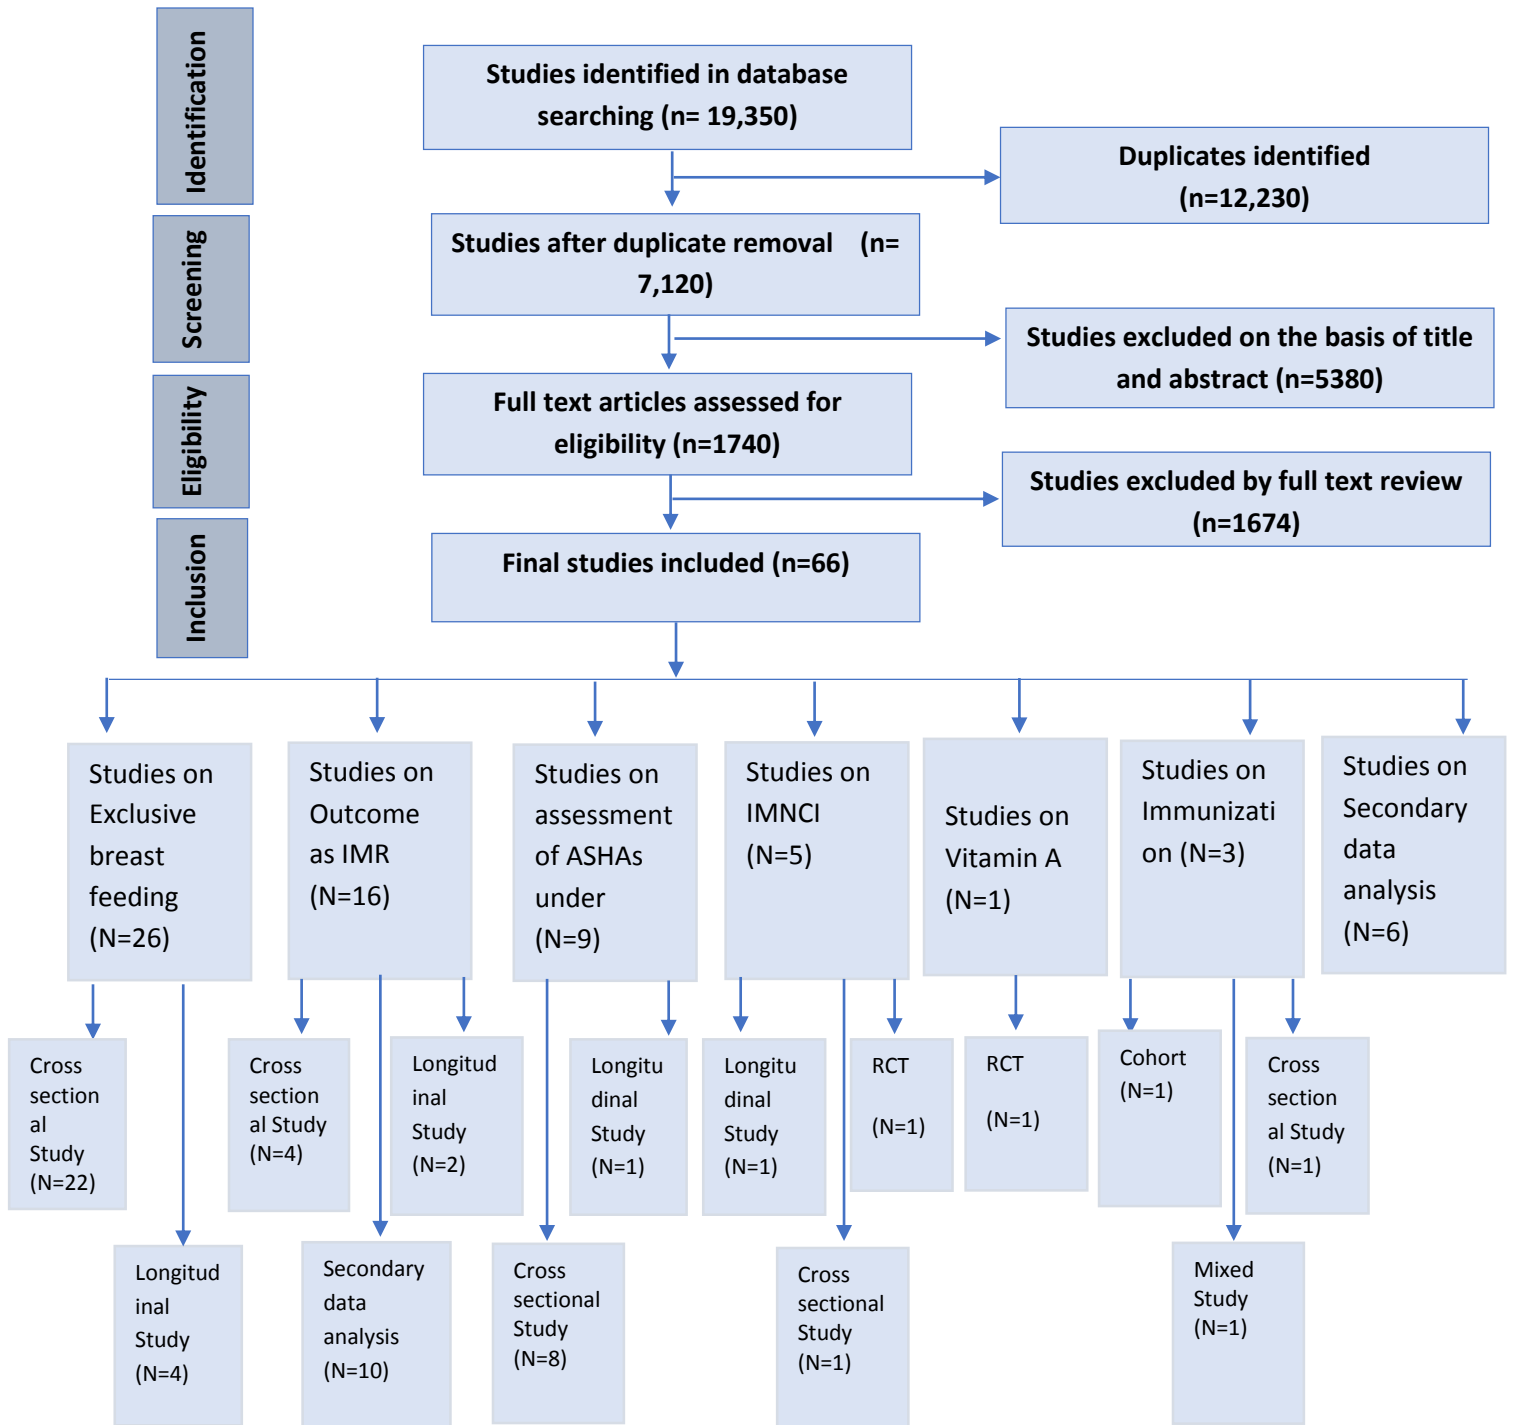 Identification
Studies identified in database
searching (n= 19,350)
Duplicates identified
(n=12,230)
Screening
Studies after duplicate removal (n=
7,120)
Studies excluded on the basis of title
and abstract (n=5380)
Eligibility
Full text articles assessed for
eligibility (n=1740)
Studies excluded by full text review
(n=1674)
Inclusion
Final studies included (n=66)
Studies on
Exclusive
breast
feeding
(N=26)
Studies on
Outcome
as IMR
(N=16)
Studies on
assessment
of ASHAs
under
(N=9)
Studies on
IMNCI
(N=5)
Studies on
Vitamin A
(N=1)
Studies on
Immunizati
on (N=3)
Studies on
Secondary
data
analysis
(N=6)
Cross
section
al
Study
(N=22)
Cross
section
al Study
(N=4)
Longitud
inal
Study
(N=2)
Longitu
dinal
Study
(N=1)
Longitu
dinal
Study
(N=1)
RCT
(N=1)
RCT
(N=1)
Cohort
(N=1)
Cross
section
al Study
(N=1)
Longitud
inal
Study
(N=4)
Secondary
data
analysis
(N=10)
Cross
sectional
Study
(N=8)
Cross
sectional
Study
(N=1)
Mixed
Study
(N=1)